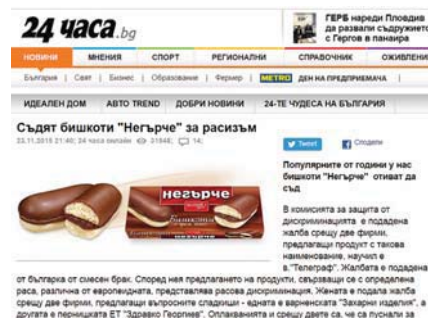 24 часа.bg
ГЕРБ нареди Пловдив
да развали съдружието
с Гергов в панаира
НОВИНИ МНЕНИЯ СПОРТ РЕГИОНАЛНИ СПРАВОЧНИК ОЖИВЛЕНИ
България | Свят | Бизнес | Образование | Фермер | METRO ДЕН НА ПРЕДПРИЕМАЧА |
ИДЕАЛЕН ДОМ АВТО TREND ДОБРИ НОВИНИ 24-ТЕ ЧУДЕСА НА БЪЛГАРИЯ
Съдят бишкоти "Негърче" за расизъм
23.11.2015 21:40; 24 часа онлайн 31848; 14;
Tweet Сподели
негърче
Бишкоти
Популярните от години у нас
бишкоти "Негърче" отиват да
съд
В комисията за защита от
дискриминацията е подадена
жалба срещу две фирми,
предлагащи продукт с такова
наименование, научил е
в."Телеграф". Жалбата е подадена
от българка от смесен брак. Според нея предлагането на продукти, свързващи се с определена
раса, различна от европеидната, представлява расова дискриминация. Жената е подала жалба
срещу две фирми, предлагащи въпросните сладкиши - едната е варненската "Захарни изделия", а
другата е пернишката ЕТ "Здравко Георгиев". Оплакванията и срещу двете са, че са пуснали за